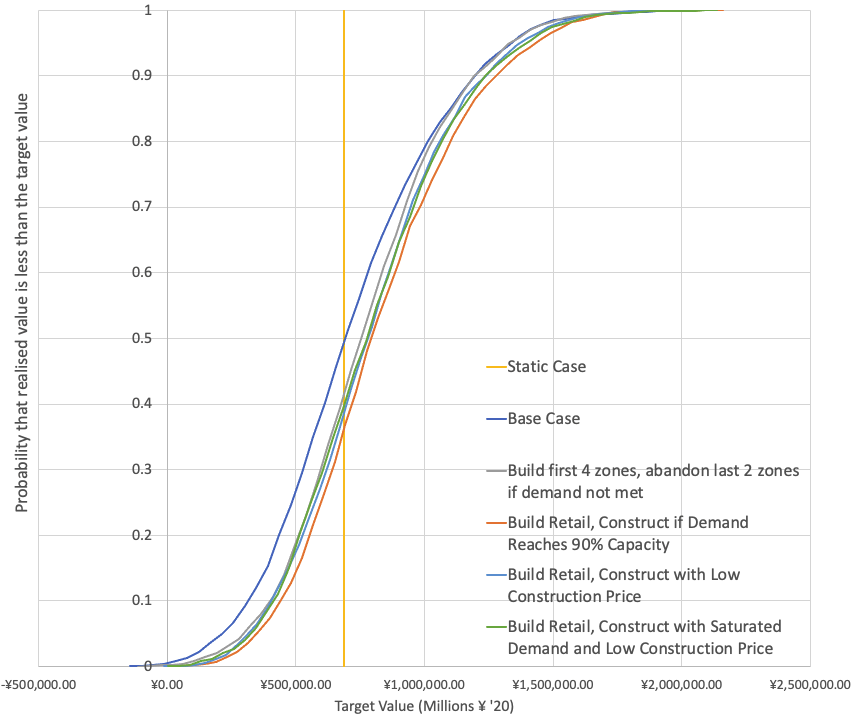 Probability that realised value is less than the target value
1
0.9
0.8
0.7
0.6
0.5
0.4
0.3
0.2
0.1
0
-¥500,000.00 ¥0.00 ¥500,000.00 ¥1,000,000.00 ¥1,500,000.00 ¥2,000,000.00 ¥2,500,000.00
Target Value (Millions ¥ '20)
Static Case
Base Case
Build first 4 zones, abandon last 2 zones
if demand not met
Build Retail, Construct if Demand
Reaches 90% Capacity
Build Retail, Construct with Low
Construction Price
Build Retail, Construct with Saturated
Demand and Low Construction Price